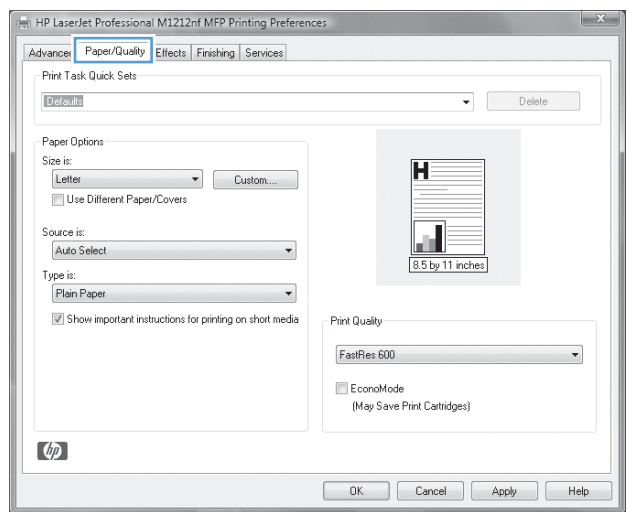 HP LaserJet Professional M1212nf MFP Printing Preferences
Advanced Paper/Quality Effects Finishing Services
Print Task Quick Sets
Defaults
Delete
Paper Options
Size is:
Letter
Custom....
Use Different Paper/Covers
Source is:
Auto Select
Type is:
Plain Paper
Show important instructions for printing on short media
H
8.5 by 11 inches
Print Quality
FastRes 600
EconoMode
(May Save Print Cartridges)
hp
OK Cancel Apply Help